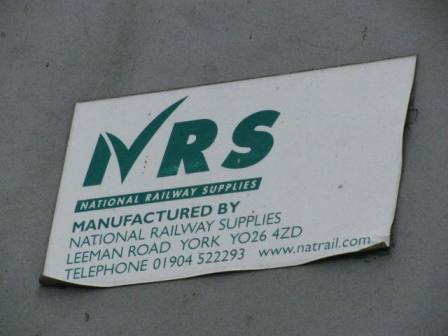 NRS
NATIONAL RAILWAY SUPPLIES
MANUFACTURED BY
NATIONAL RAILWAY SUPPLIES
LEEMAN ROAD YORK YO26 4ZD
TELEPHONE 01904 522293 www.natrail.com